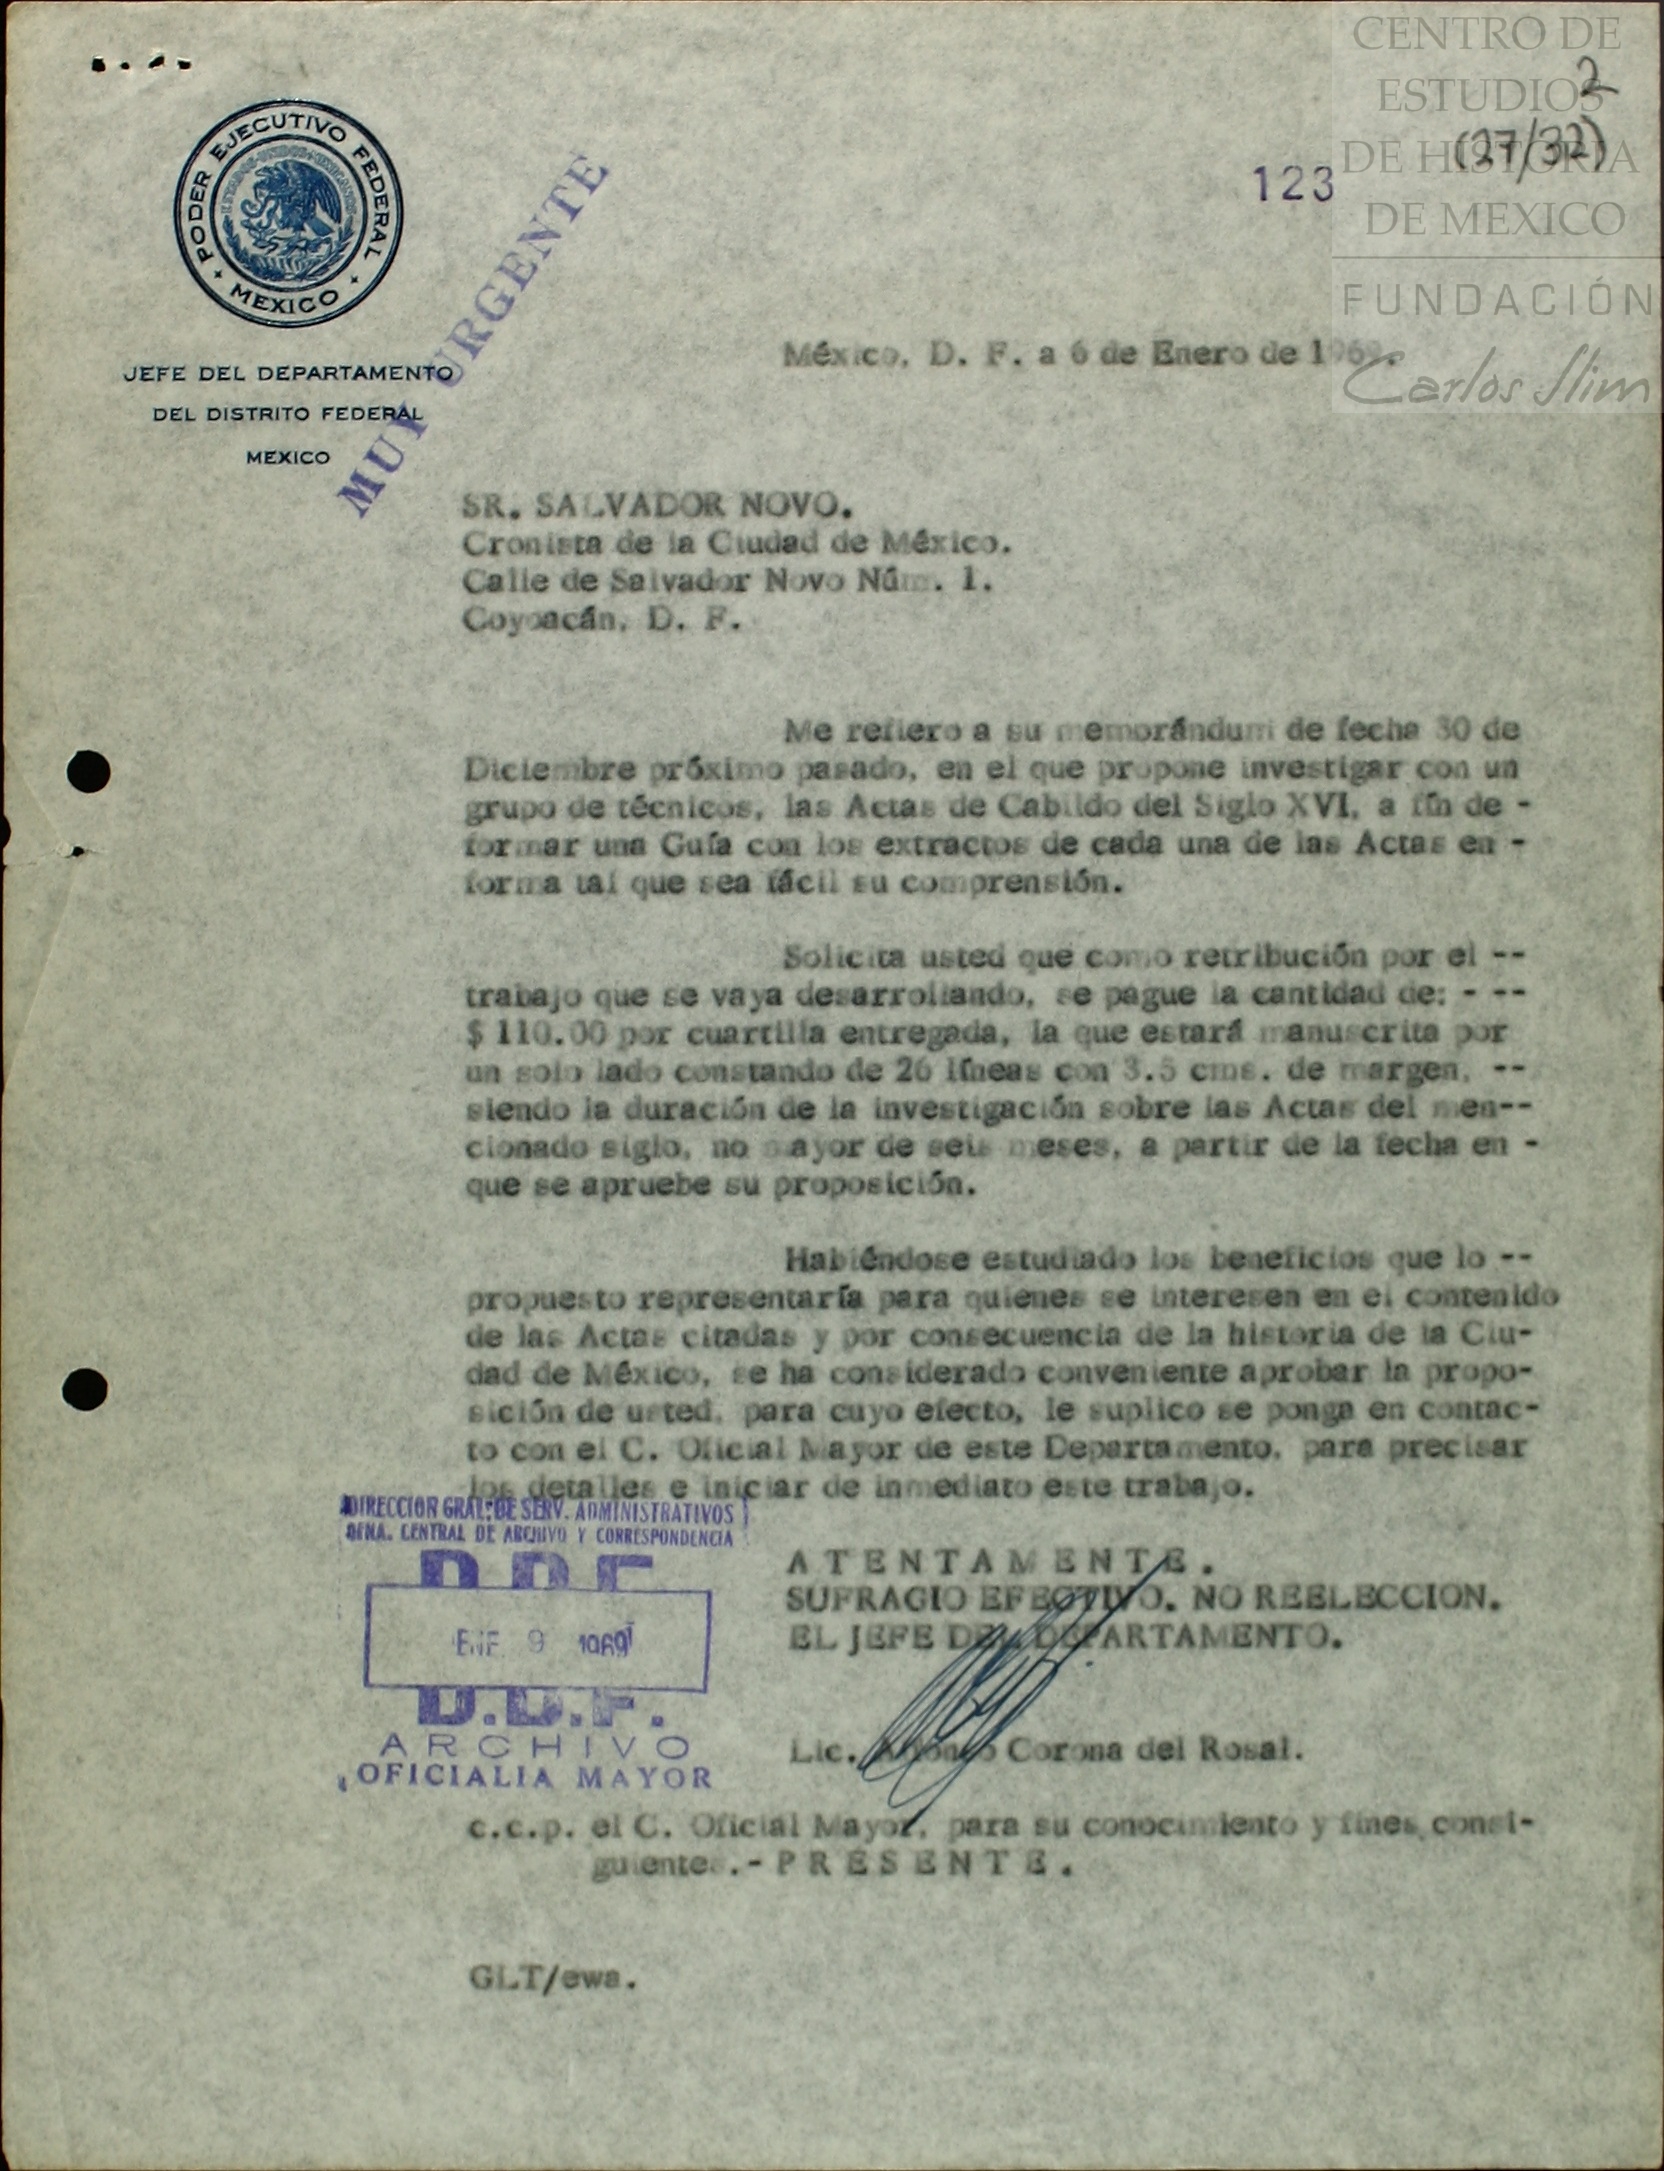 CENTRO DE
ESTUDIOS
DE HISTORIA
DE MEXICO
FUNDACIÓN
Carlos Slim
2
(27/32)
123
PODER EJECUTIVO FEDERAL
MEXICO
ESTADOS UNIDOS MEXICANOS
JEFE DEL DEPARTAMENTO
DEL DISTRITO FEDERAL
MEXICO
MUY URGENTE
México, D. F. a 6 de Enero de 1969.
SR. SALVADOR NOVO.
Cronista de la Ciudad de México.
Calle de Salvador Novo Núm. 1.
Coyoacán, D. F.
Me refiero a su memorándum de fecha 30 de
Diciembre próximo pasado, en el que propone investigar con un
grupo de técnicos, las Actas de Cabildo del Siglo XVI, a fín de -
formar una Guía con los extractos de cada una de las Actas en -
forma tal que sea fácil su comprensión.
Solicita usted que como retribución por el --
trabajo que se vaya desarrollando, se pague la cantidad de: - --
$ 110.00 por cuartilla entregada, la que estará manuscrita por
un solo lado constando de 26 líneas con 3.5 cms. de margen, --
siendo la duración de la investigación sobre las Actas del men--
cionado siglo, no mayor de seis meses, a partir de la fecha en -
que se apruebe su proposición.
Habiéndose estudiado los beneficios que lo --
propuesto representaría para quienes se interesen en el contenido
de las Actas citadas y por consecuencia de la historia de la Ciu-
dad de México, se ha considerado conveniente aprobar la propo-
sición de usted, para cuyo efecto, le suplico se ponga en contac-
to con el C. Oficial Mayor de este Departamento, para precisar
los detalles e iniciar de inmediato este trabajo.
DIRECCION GRAL. DE SERV. ADMINISTRATIVOS
OFNA. CENTRAL DE ARCHIVO Y CORRESPONDENCIA
D.D.F.
ENE 9 1969
D.D.F.
ARCHIVO
OFICIALIA MAYOR
A T E N T A M E N T E .
SUFRAGIO EFECTIVO. NO REELECCION.
EL JEFE DEL DEPARTAMENTO.
Lic. Alfonso Corona del Rosal.
c.c.p. el C. Oficial Mayor, para su conocimiento y fines consi-
guientes.- P R E S E N T E .
GLT/ewa.